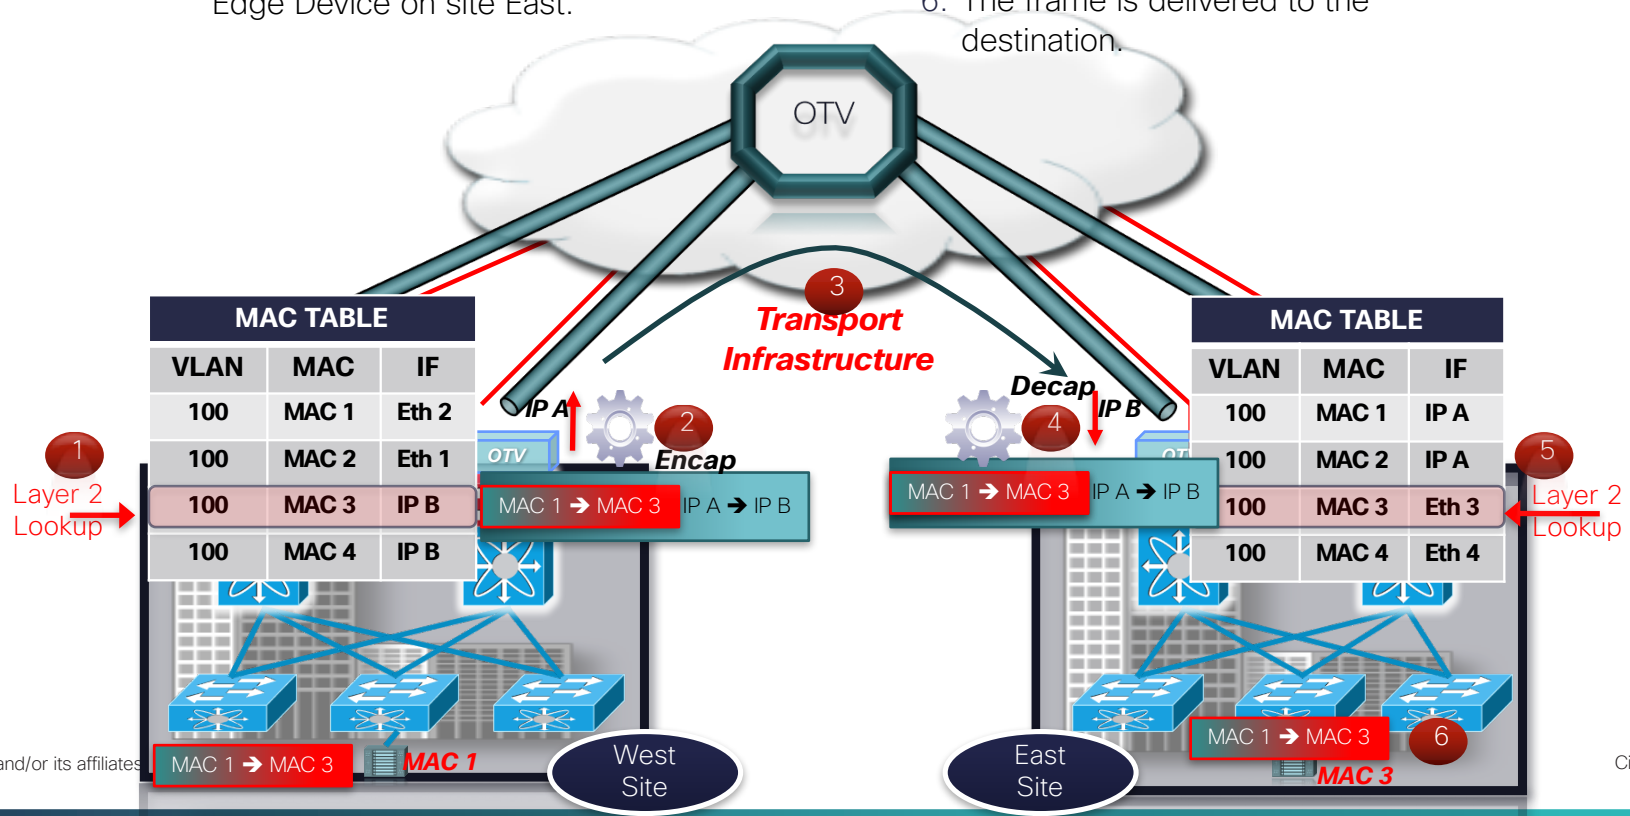 Edge Device on site East.
6. The frame is delivered to the
destination.
OTV
3
Transport
Infrastructure
MAC TABLE
VLAN MAC IF
100 MAC 1 Eth 2
100 MAC 2 Eth 1
100 MAC 3 IP B
100 MAC 4 IP B
1
Layer 2
Lookup
IP A
2
Encap
OTV
MAC 1 ➔ MAC 3 IP A ➔ IP B
Decap
IP B
4
OT
MAC 1 ➔ MAC 3 IP A ➔ IP B
MAC TABLE
VLAN MAC IF
100 MAC 1 IP A
100 MAC 2 IP A
100 MAC 3 Eth 3
100 MAC 4 Eth 4
5
Layer 2
Lookup
and/or its affiliates
MAC 1 ➔ MAC 3
MAC 1
West
Site
East
Site
MAC 1 ➔ MAC 3
6
MAC 3
Ci